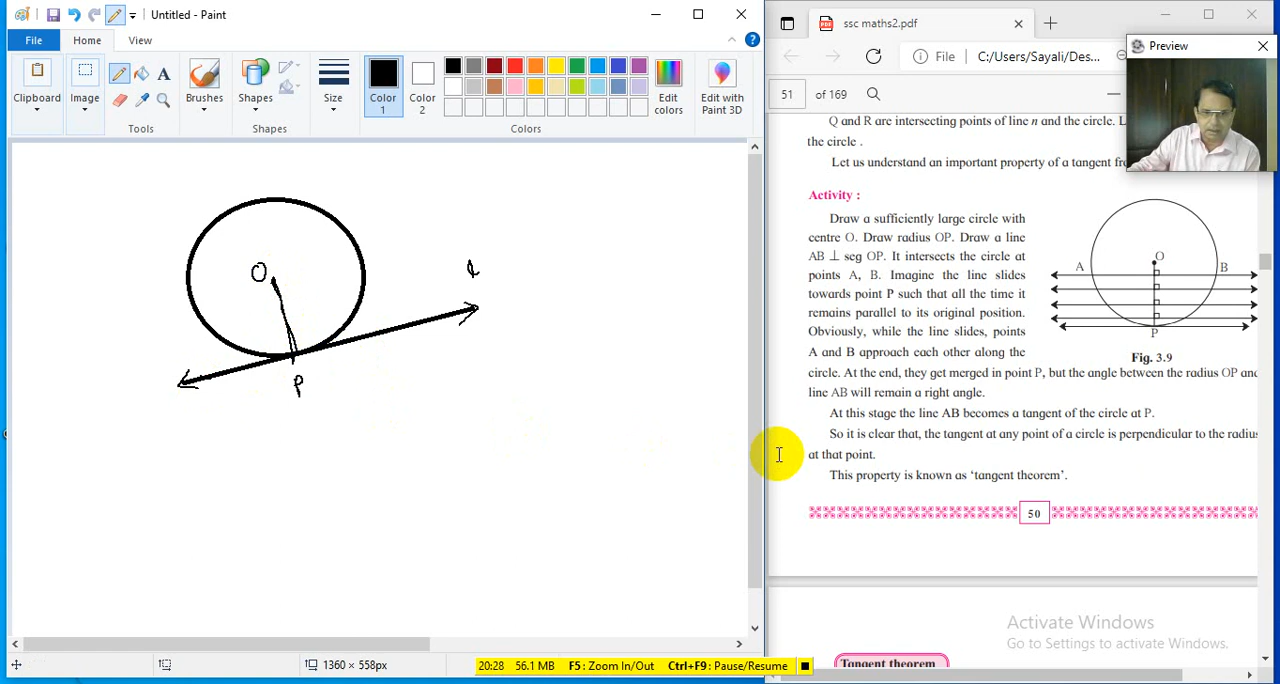 Untitled - Paint
File
Home
View
Clipboard
Image
Tools
Brushes
Shapes
Shapes
Size
Color 1
Color 2
Edit colors
Edit with Paint 3D
Colors
O
P
1360 × 558px
20:28
56.1 MB
F5: Zoom In/Out
Ctrl+F9: Pause/Resume
ssc maths2.pdf
File
C:/Users/Sayali/Des...
51
of 169
Preview
Q and R are intersecting points of line n and the circle. L
the circle .
Let us understand an important property of a tangent fr
Activity :
Draw a sufficiently large circle with
centre O. Draw radius OP. Draw a line
AB ⊥ seg OP. It intersects the circle at
points A, B. Imagine the line slides
towards point P such that all the time it
remains parallel to its original position.
Obviously, while the line slides, points
A and B approach each other along the
circle. At the end, they get merged in point P, but the angle between the radius OP and
line AB will remain a right angle.
At this stage the line AB becomes a tangent of the circle at P.
So it is clear that, the tangent at any point of a circle is perpendicular to the radius
at that point.
This property is known as ‘tangent theorem’.
O
A
B
P
Fig. 3.9
50
Activate Windows
Go to Settings to activate Windows.
Tangent theorem